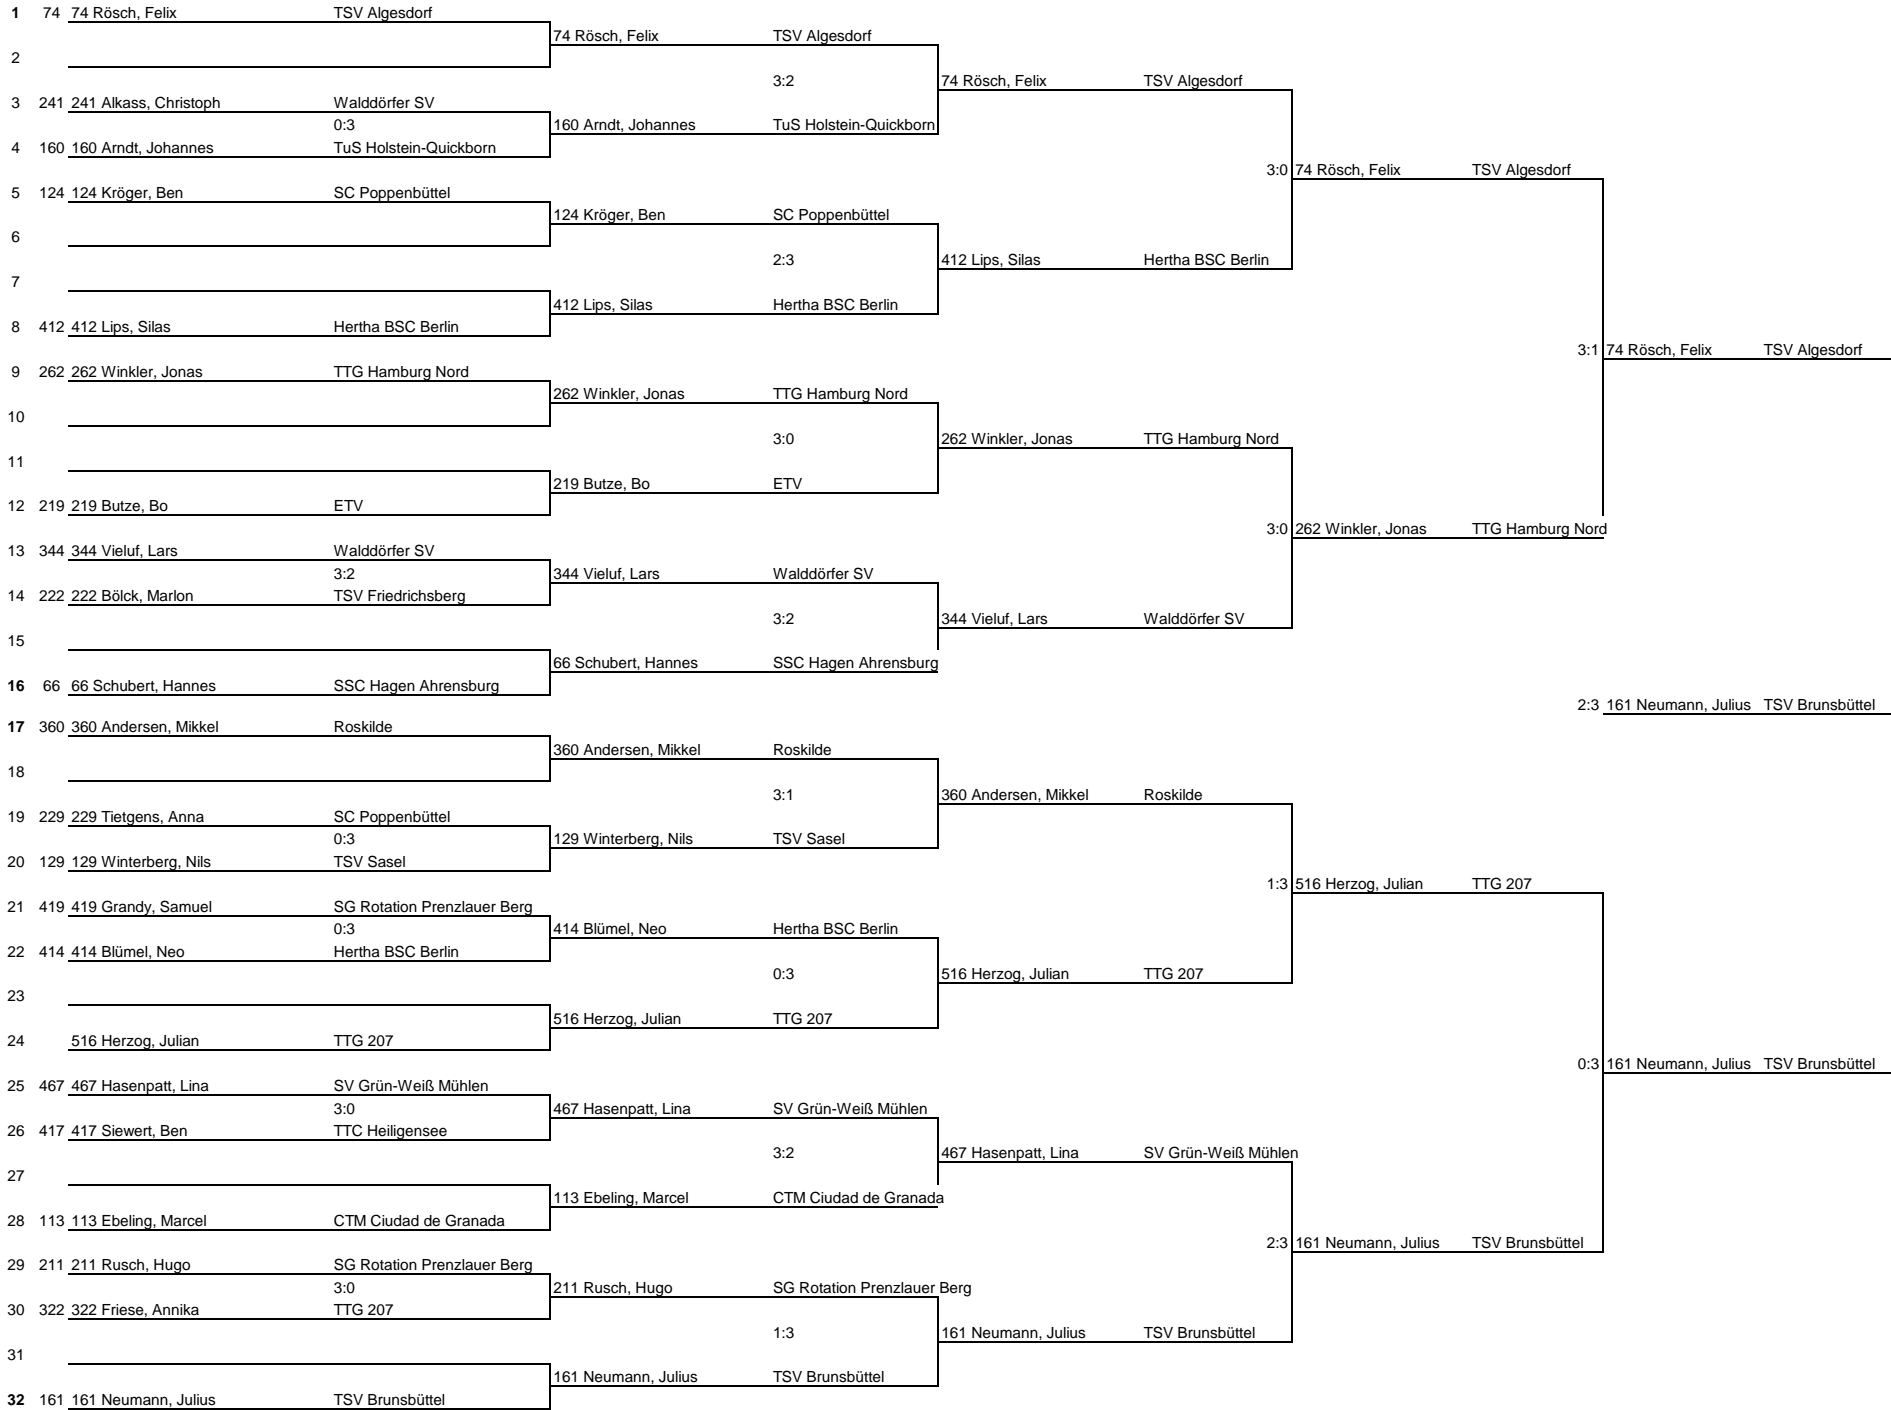 1 74 74 Rösch, Felix TSV Algesdorf
74 Rösch, Felix TSV Algesdorf
2
3:2 74 Rösch, Felix TSV Algesdorf
3 241 241 Alkass, Christoph Walddörfer SV
0:3 160 Arndt, Johannes TuS Holstein-Quickborn
4 160 160 Arndt, Johannes TuS Holstein-Quickborn
3:0 74 Rösch, Felix TSV Algesdorf
5 124 124 Kröger, Ben SC Poppenbüttel
124 Kröger, Ben SC Poppenbüttel
6
2:3 412 Lips, Silas Hertha BSC Berlin
7
412 Lips, Silas Hertha BSC Berlin
8 412 412 Lips, Silas Hertha BSC Berlin
3:1 74 Rösch, Felix TSV Algesdorf
9 262 262 Winkler, Jonas TTG Hamburg Nord
262 Winkler, Jonas TTG Hamburg Nord
10
3:0 262 Winkler, Jonas TTG Hamburg Nord
11
219 Butze, Bo ETV
12 219 219 Butze, Bo ETV
3:0 262 Winkler, Jonas TTG Hamburg Nord
13 344 344 Vieluf, Lars Walddörfer SV
3:2 344 Vieluf, Lars Walddörfer SV
14 222 222 Bölck, Marlon TSV Friedrichsberg
3:2 344 Vieluf, Lars Walddörfer SV
15
66 Schubert, Hannes SSC Hagen Ahrensburg
16 66 66 Schubert, Hannes SSC Hagen Ahrensburg
2:3 161 Neumann, Julius TSV Brunsbüttel
17 360 360 Andersen, Mikkel Roskilde
360 Andersen, Mikkel Roskilde
18
3:1 360 Andersen, Mikkel Roskilde
19 229 229 Tietgens, Anna SC Poppenbüttel
0:3 129 Winterberg, Nils TSV Sasel
20 129 129 Winterberg, Nils TSV Sasel
1:3 516 Herzog, Julian TTG 207
21 419 419 Grandy, Samuel SG Rotation Prenzlauer Berg
0:3 414 Blümel, Neo Hertha BSC Berlin
22 414 414 Blümel, Neo Hertha BSC Berlin
0:3 516 Herzog, Julian TTG 207
23
516 Herzog, Julian TTG 207
24 516 Herzog, Julian TTG 207
0:3 161 Neumann, Julius TSV Brunsbüttel
25 467 467 Hasenpatt, Lina SV Grün-Weiß Mühlen
3:0 467 Hasenpatt, Lina SV Grün-Weiß Mühlen
26 417 417 Siewert, Ben TTC Heiligensee
3:2 467 Hasenpatt, Lina SV Grün-Weiß Mühlen
27
113 Ebeling, Marcel CTM Ciudad de Granada
28 113 113 Ebeling, Marcel CTM Ciudad de Granada
2:3 161 Neumann, Julius TSV Brunsbüttel
29 211 211 Rusch, Hugo SG Rotation Prenzlauer Berg
3:0 211 Rusch, Hugo SG Rotation Prenzlauer Berg
30 322 322 Friese, Annika TTG 207
1:3 161 Neumann, Julius TSV Brunsbüttel
31
161 Neumann, Julius TSV Brunsbüttel
32 161 161 Neumann, Julius TSV Brunsbüttel